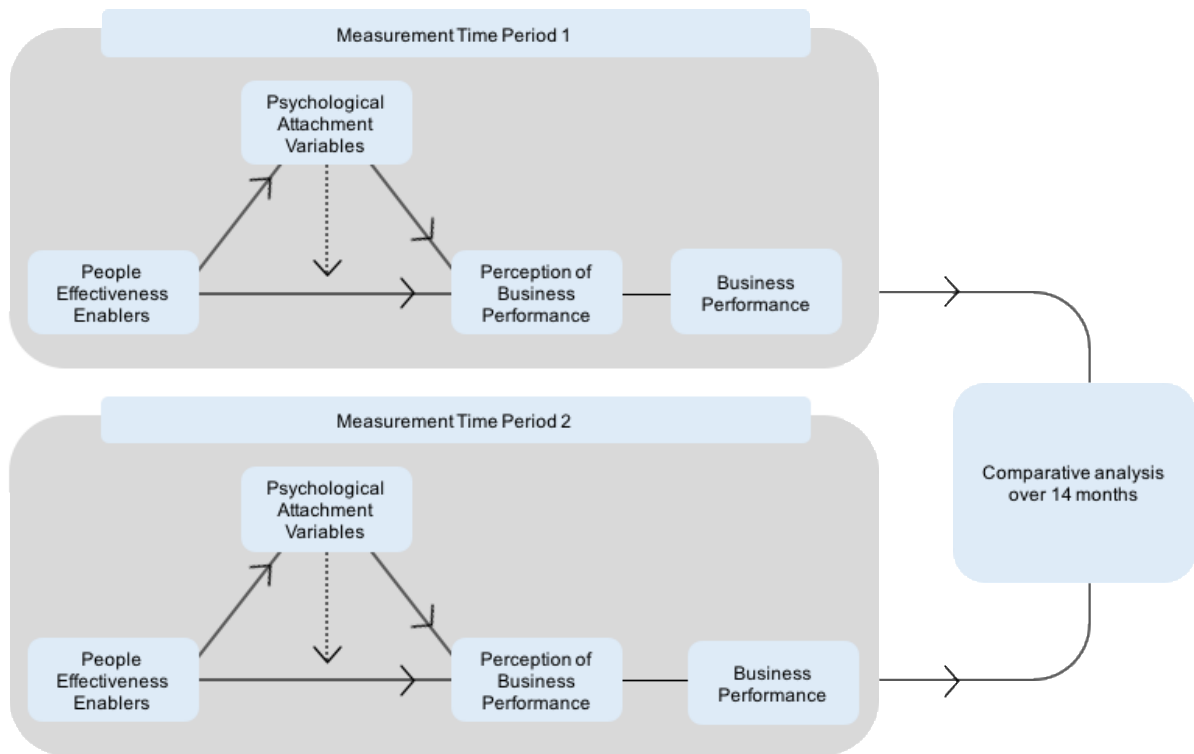 Measurement Time Period 1
Psychological
Attachment
Variables
People
Effectiveness
Enablers
Perception of
Business
Performance
Business
Performance
Measurement Time Period 2
Psychological
Attachment
Variables
People
Effectiveness
Enablers
Perception of
Business
Performance
Business
Performance
Comparative analysis
over 14 months